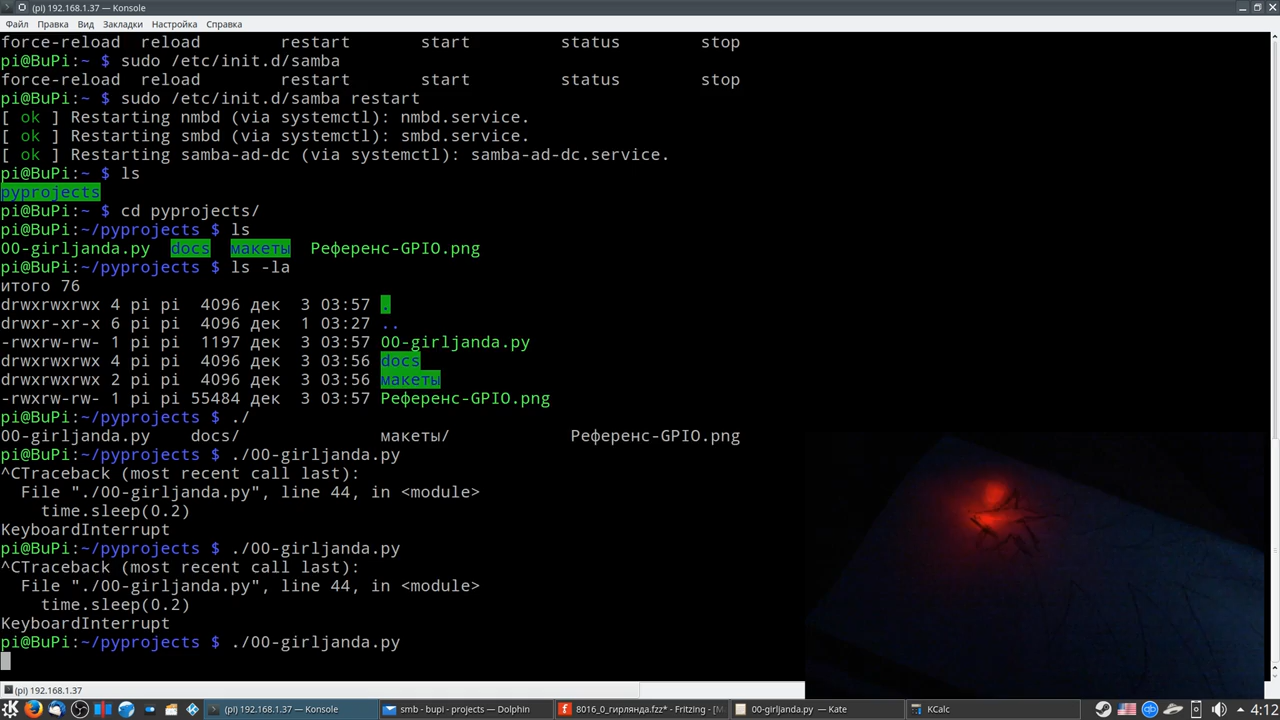 (pi) 192.168.1.37 — Konsole
Файл Правка Вид Закладки Настройка Справка
force-reload reload restart start status stop
pi@BuPi:~ $ sudo /etc/init.d/samba
force-reload reload restart start status stop
pi@BuPi:~ $ sudo /etc/init.d/samba restart
[ ok ] Restarting nmbd (via systemctl): nmbd.service.
[ ok ] Restarting smbd (via systemctl): smbd.service.
[ ok ] Restarting samba-ad-dc (via systemctl): samba-ad-dc.service.
pi@BuPi:~ $ ls
pyprojects
pi@BuPi:~ $ cd pyprojects/
pi@BuPi:~/pyprojects $ ls
00-girljanda.py docs макеты Референс-GPIO.png
pi@BuPi:~/pyprojects $ ls -la
итого 76
drwxrwxrwx 4 pi pi 4096 дек 3 03:57 .
drwxr-xr-x 6 pi pi 4096 дек 1 03:27 ..
-rwxrw-rw- 1 pi pi 1197 дек 3 03:57 00-girljanda.py
drwxrwxrwx 4 pi pi 4096 дек 3 03:56 docs
drwxrwxrwx 2 pi pi 4096 дек 3 03:56 макеты
-rwxrw-rw- 1 pi pi 55484 дек 3 03:57 Референс-GPIO.png
pi@BuPi:~/pyprojects $ ./
00-girljanda.py docs/ макеты/ Референс-GPIO.png
pi@BuPi:~/pyprojects $ ./00-girljanda.py
^CTraceback (most recent call last):
File "./00-girljanda.py", line 44, in <module>
time.sleep(0.2)
KeyboardInterrupt
pi@BuPi:~/pyprojects $ ./00-girljanda.py
^CTraceback (most recent call last):
File "./00-girljanda.py", line 44, in <module>
time.sleep(0.2)
KeyboardInterrupt
pi@BuPi:~/pyprojects $ ./00-girljanda.py
(pi) 192.168.1.37
(pi) 192.168.1.37 — Konsole smb - bupi - projects — Dolphin 8016_0_гирлянда.fzz* - Fritzing - [М 00-girljanda.py — Kate KCalc 4:12